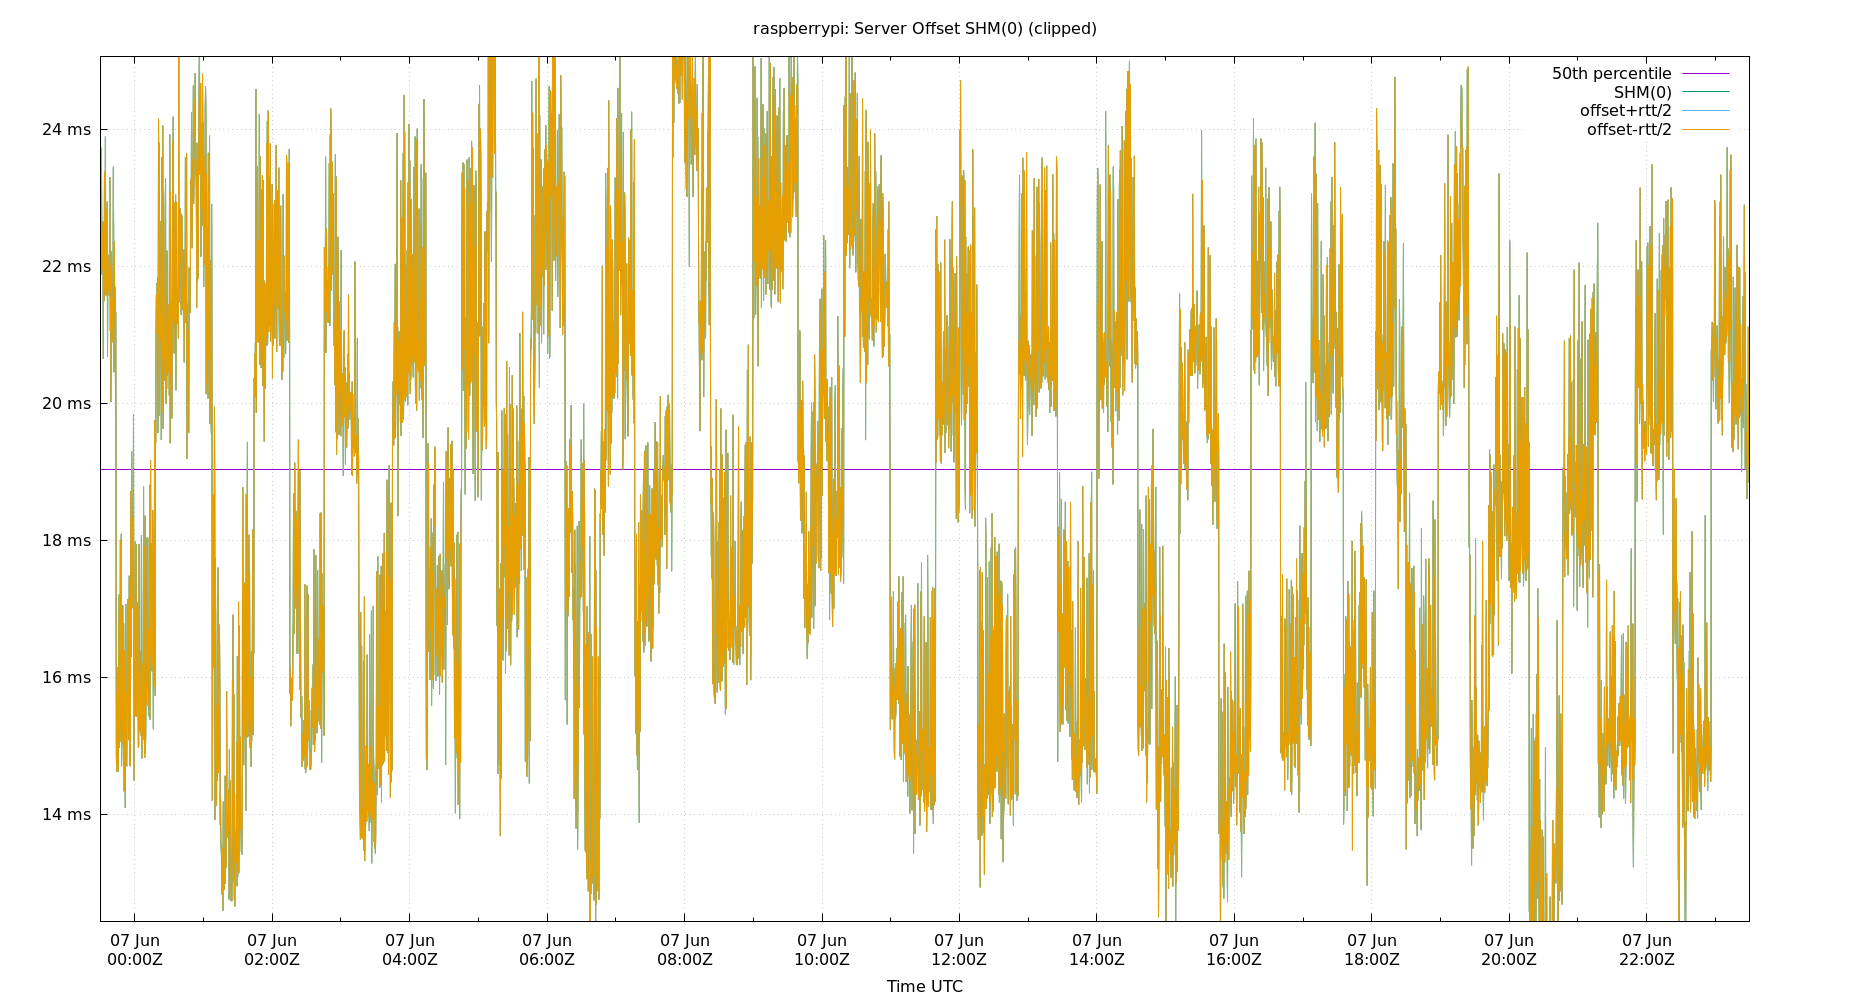 raspberrypi: Server Offset SHM(0) (clipped)
50th percentile
SHM(0)
offset+rtt/2
offset-rtt/2
24 ms
22 ms
20 ms
18 ms
16 ms
14 ms
07 Jun 07 Jun 07 Jun 07 Jun 07 Jun 07 Jun 07 Jun 07 Jun 07 Jun 07 Jun 07 Jun 07 Jun
00:00Z 02:00Z 04:00Z 06:00Z 08:00Z 10:00Z 12:00Z 14:00Z 16:00Z 18:00Z 20:00Z 22:00Z
Time UTC